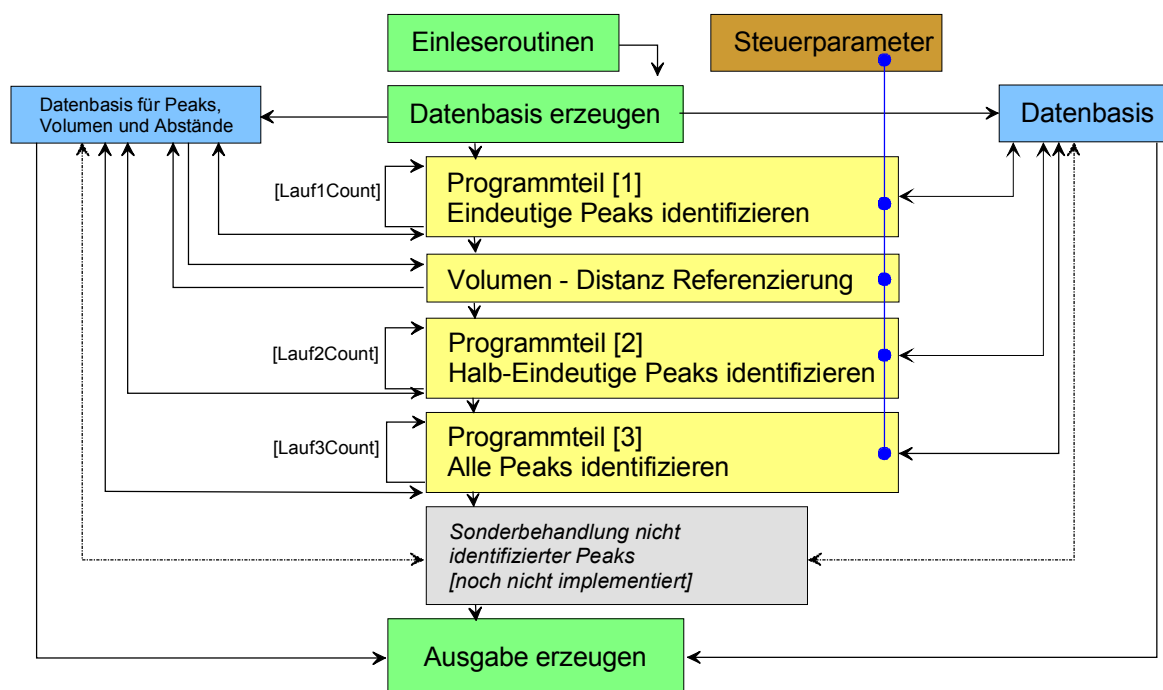 Einleseroutinen
Steuerparameter
Datenbasis für Peaks,
Volumen und Abstände
Datenbasis erzeugen
Datenbasis
[Lauf1Count]
Programmteil [1]
Eindeutige Peaks identifizieren
Volumen - Distanz Referenzierung
[Lauf2Count]
Programmteil [2]
Halb-Eindeutige Peaks identifizieren
[Lauf3Count]
Programmteil [3]
Alle Peaks identifizieren
Sonderbehandlung nicht
identifizierter Peaks
[noch nicht implementiert]
Ausgabe erzeugen